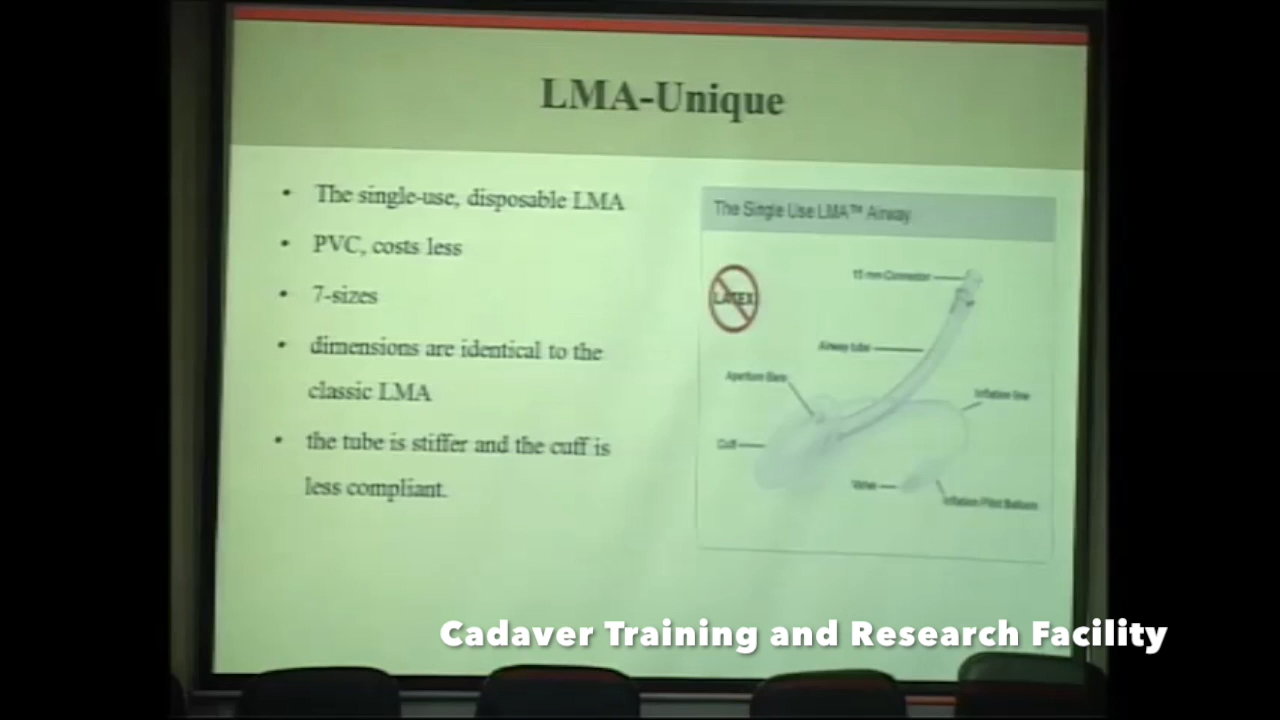 LMA-Unique
• The single-use, disposable LMA
• PVC, costs less
• 7-sizes
• dimensions are identical to the
classic LMA
• the tube is stiffer and the cuff is
less compliant.
The Single Use LMA™ Airway
LATEX
15 mm Connector
Airway tube
Aperture Bars
Inflation line
Cuff
Valve
Inflation Pilot Balloon
Cadaver Training and Research Facility